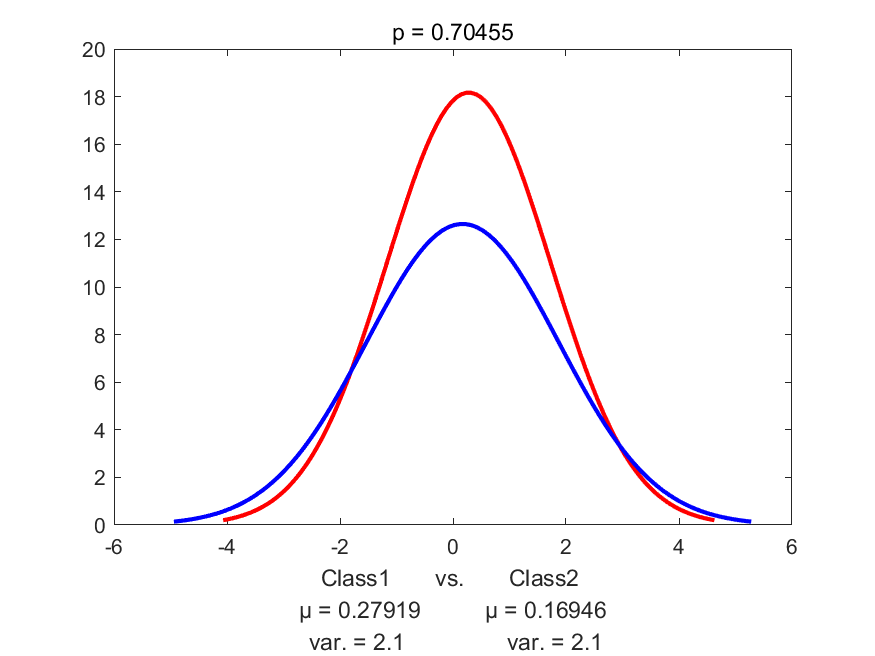 p = 0.70455
20
18
16
14
12
10
8
6
4
2
0
-6 -4 -2 0 2 4 6
Class1 vs. Class2
μ = 0.27919 μ = 0.16946
var. = 2.1 var. = 2.1